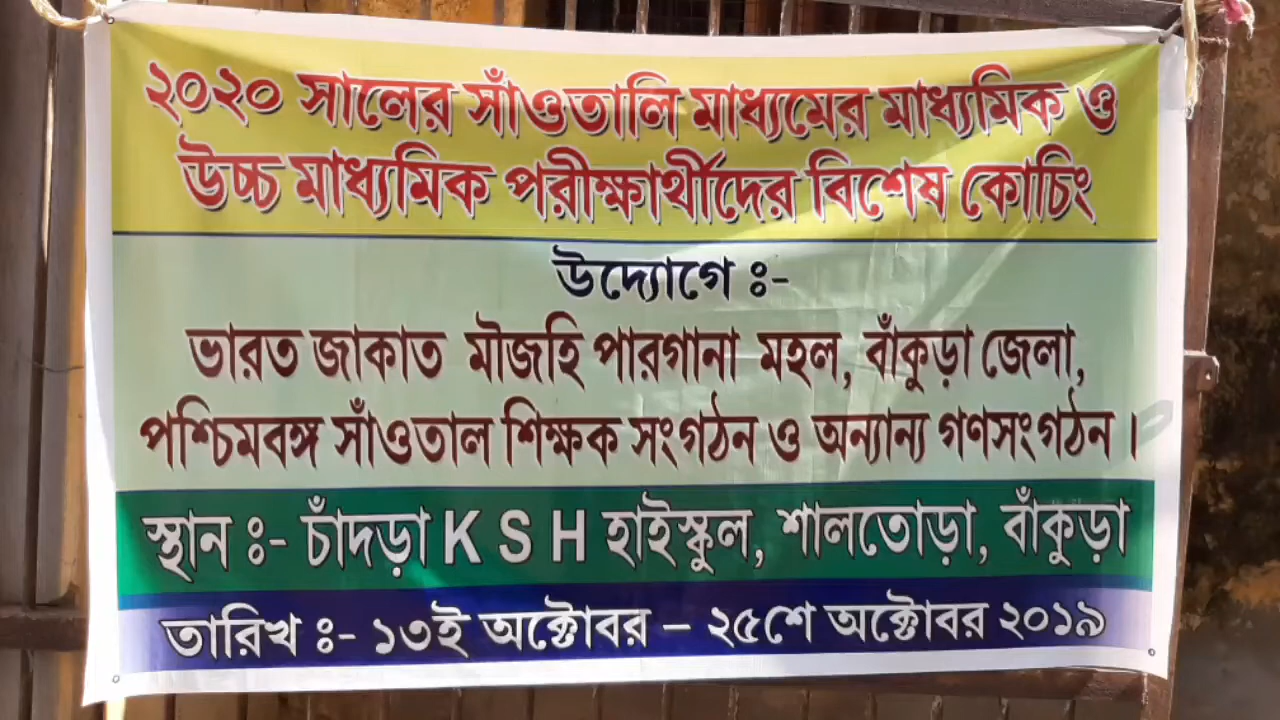 ২০২০ সালের সাঁওতালি মাধ্যমের মাধ্যমিক ও
উচ্চ মাধ্যমিক পরীক্ষার্থীদের বিশেষ কোচিং
উদ্যোগে ঃ-
ভারত জাকাত মাঁজহি পারগানা মহল, বাঁকুড়া জেলা,
পশ্চিমবঙ্গ সাঁওতাল শিক্ষক সংগঠন ও অন্যান্য গণসংগঠন ।
স্থান ঃ- চাঁদড়া K S H হাইস্কুল, শালতোড়া, বাঁকুড়া
তারিখ ঃ- ১৩ই অক্টোবর – ২৫শে অক্টোবর ২০১৯